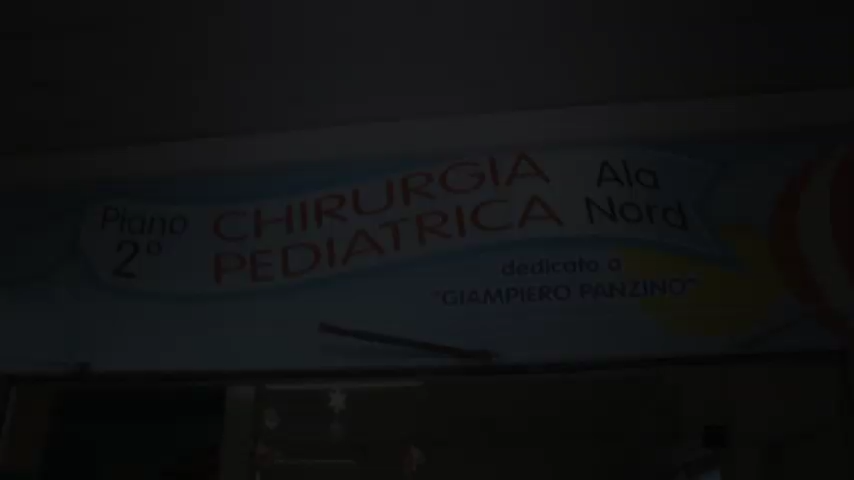 Piano
2°
CHIRURGIA
PEDIATRICA
Ala
Nord
dedicato a
"GIAMPIERO PANZINO"